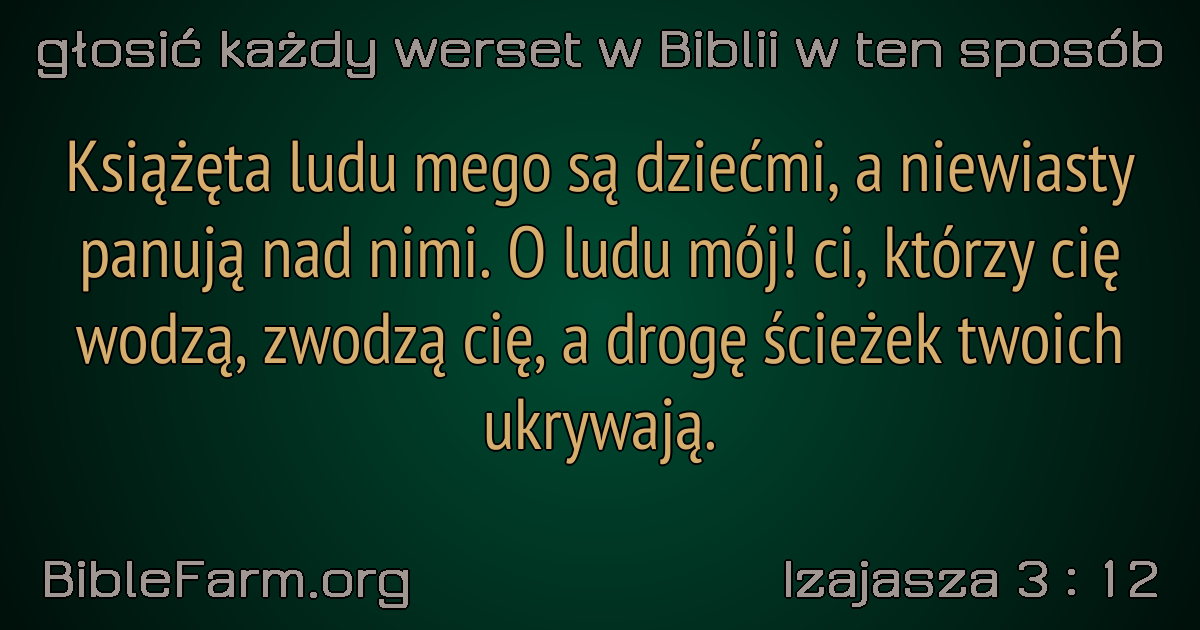 głosić każdy werset w Biblii w ten sposób
Książęta ludu mego są dziećmi, a niewiasty
panują nad nimi. O ludu mój! ci, którzy cię
wodzą, zwodzą cię, a drogę ścieżek twoich
ukrywają.
BibleFarm.org
Izajasza 3 : 12